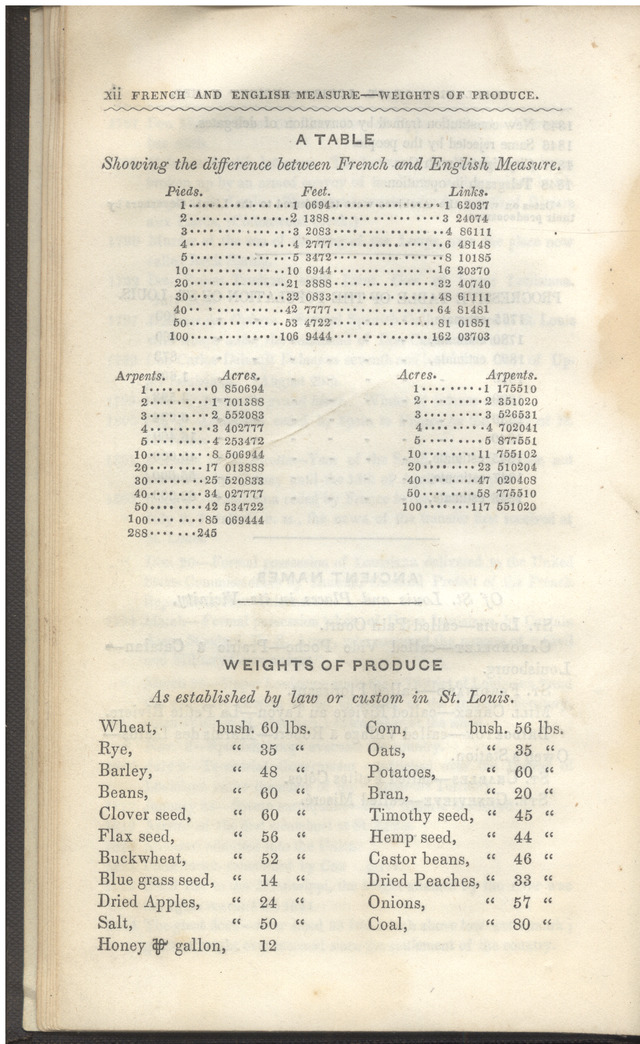 xii FRENCH AND ENGLISH MEASURE—WEIGHTS OF PRODUCE.
A TABLE
Showing the difference between French and English Measure.
Pieds. Feet. Links.
1 1 0694 1 62037
2 2 1388 3 24074
3 3 2083 4 86111
4 4 2777 6 48148
5 5 3472 8 10185
10 10 6944 16 20370
20 21 3888 32 40740
30 32 0833 48 61111
40 42 7777 64 81481
50 53 4722 81 01851
100 106 9444 162 03703
Arpents. Acres. Acres. Arpents.
1 0 850694 1 1 175510
2 1 701388 2 2 351020
3 2 552083 3 3 526531
4 3 402777 4 4 702041
5 4 253472 5 5 877551
10 8 506944 10 11 755102
20 17 013888 20 23 510204
30 25 520833 40 47 020408
40 34 027777 50 58 775510
50 42 534722 100 117 551020
100 85 069444
288 245
WEIGHTS OF PRODUCE
As established by law or custom in St. Louis.
Wheat, bush. 60 lbs. Corn, bush. 56 lbs.
Rye, “ 35 “ Oats, “ 35 “
Barley, “ 48 “ Potatoes, “ 60 “
Beans, “ 60 “ Bran, “ 20 “
Clover seed, “ 60 “ Timothy seed, “ 45 “
Flax seed, “ 56 “ Hemp seed, “ 44 “
Buckwheat, “ 52 “ Castor beans, “ 46 “
Blue grass seed, “ 14 “ Dried Peaches, “ 33 “
Dried Apples, “ 24 “ Onions, “ 57 “
Salt, “ 50 “ Coal, “ 80 “
Honey ⅌ gallon, 12